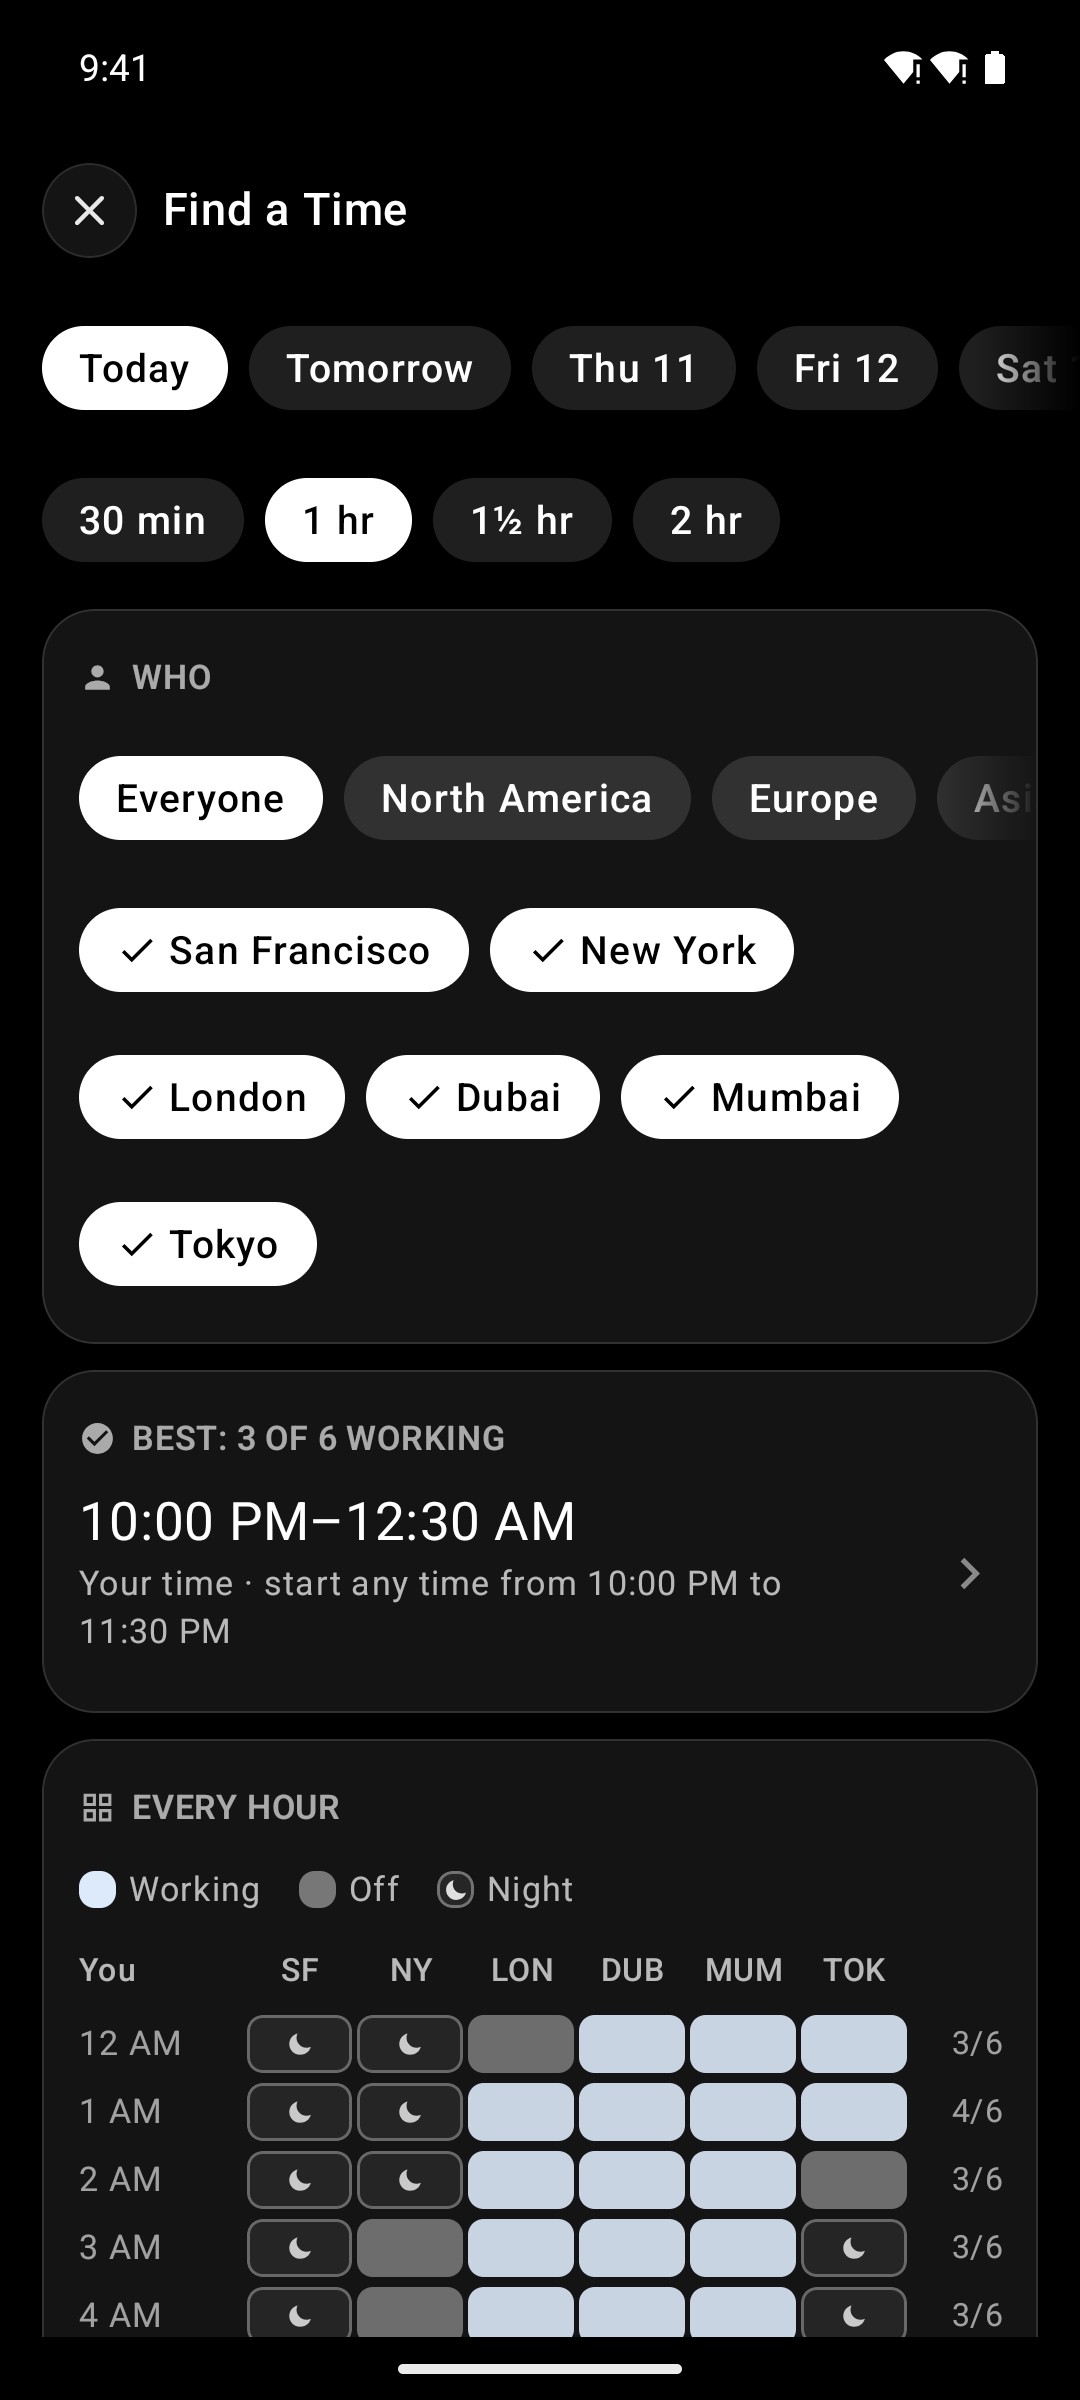 9:41
Find a Time
Today Tomorrow Thu 11 Fri 12 Sat
30 min 1 hr 1½ hr 2 hr
WHO
Everyone North America Europe Asi
San Francisco New York
London Dubai Mumbai
Tokyo
BEST: 3 OF 6 WORKING
10:00 PM–12:30 AM
Your time · start any time from 10:00 PM to
11:30 PM
EVERY HOUR
Working Off Night
You SF NY LON DUB MUM TOK
12 AM 3/6
1 AM 4/6
2 AM 3/6
3 AM 3/6
4 AM 3/6